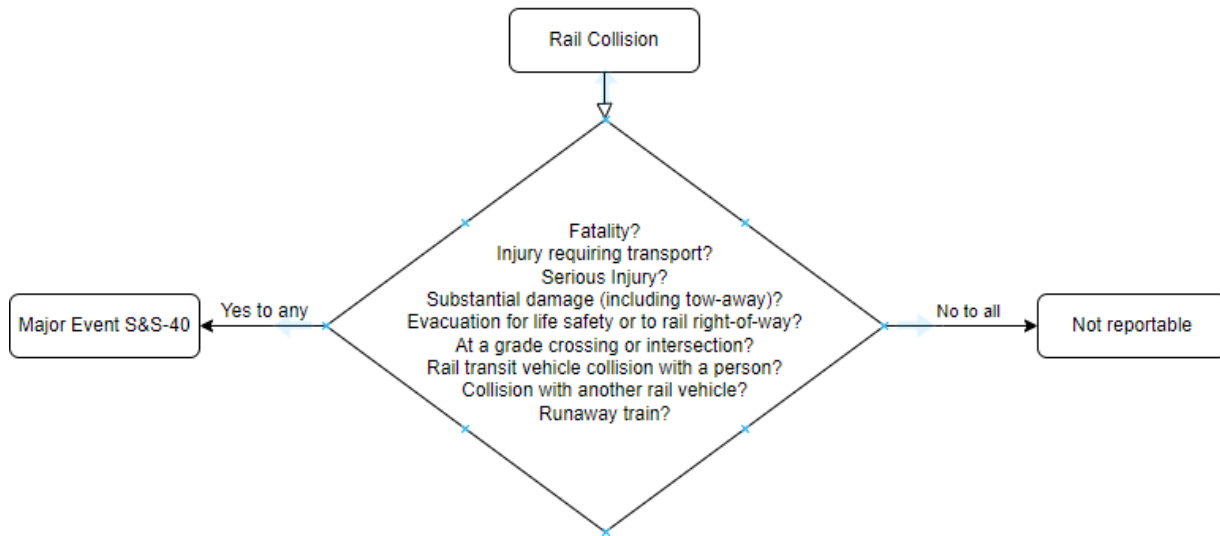 Rail Collision
Fatality?
Injury requiring transport?
Serious Injury?
Substantial damage (including tow-away)?
Evacuation for life safety or to rail right-of-way?
At a grade crossing or intersection?
Rail transit vehicle collision with a person?
Collision with another rail vehicle?
Runaway train?
Yes to any
Major Event S&S-40
No to all
Not reportable